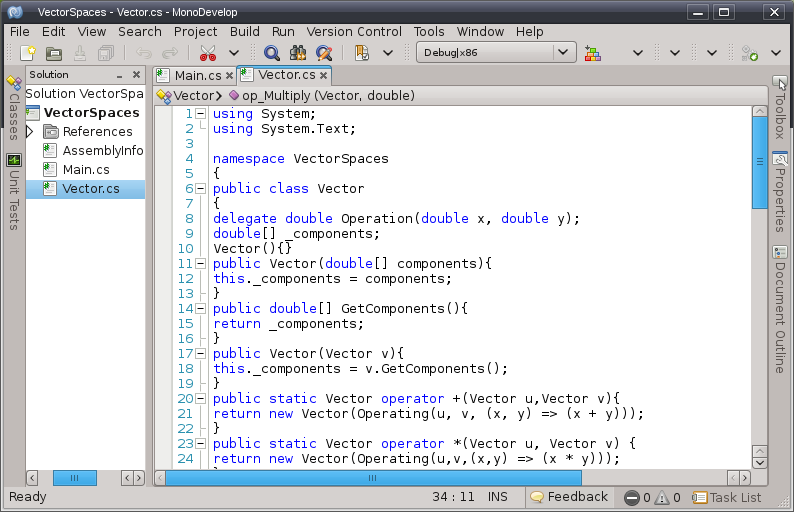 VectorSpaces - Vector.cs - MonoDevelop
File Edit View Search Project Build Run Version Control Tools Window Help
Debug|x86
Solution
Main.cs Vector.cs
Solution VectorSpa
Vector op_Multiply (Vector, double)
VectorSpaces
References
AssemblyInfo
Main.cs
Vector.cs
Classes
Unit Tests
1 using System;
2 using System.Text;
3
4 namespace VectorSpaces
5 {
6 public class Vector
7 {
8 delegate double Operation(double x, double y);
9 double[] _components;
10 Vector(){}
11 public Vector(double[] components){
12 this._components = components;
13 }
14 public double[] GetComponents(){
15 return _components;
16 }
17 public Vector(Vector v){
18 this._components = v.GetComponents();
19 }
20 public static Vector operator +(Vector u,Vector v){
21 return new Vector(Operating(u, v, (x, y) => (x + y)));
22 }
23 public static Vector operator *(Vector u, Vector v) {
24 return new Vector(Operating(u,v,(x,y) => (x * y)));
Toolbox
Properties
Document Outline
Ready 34 : 11 INS Feedback 0 0 Task List